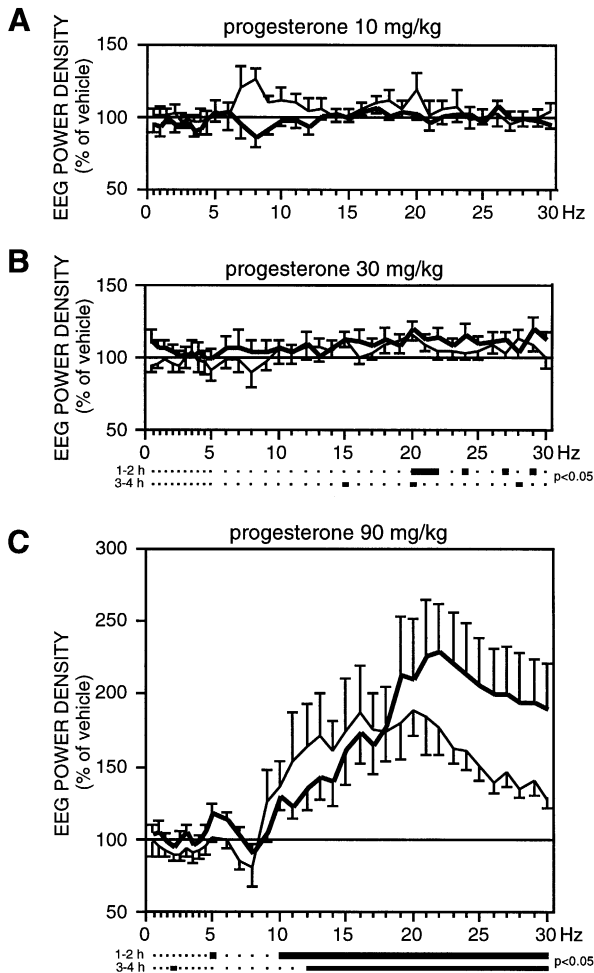 A
progesterone 10 mg/kg
EEG POWER DENSITY
(% of vehicle)
150
100
50
0 5 10 15 20 25 30 Hz
B
progesterone 30 mg/kg
EEG POWER DENSITY
(% of vehicle)
150
100
50
0 5 10 15 20 25 30 Hz
1-2 h
3-4 h
p<0.05
C
progesterone 90 mg/kg
EEG POWER DENSITY
(% of vehicle)
300
250
200
150
100
50
0 5 10 15 20 25 30 Hz
1-2 h
3-4 h
p<0.05